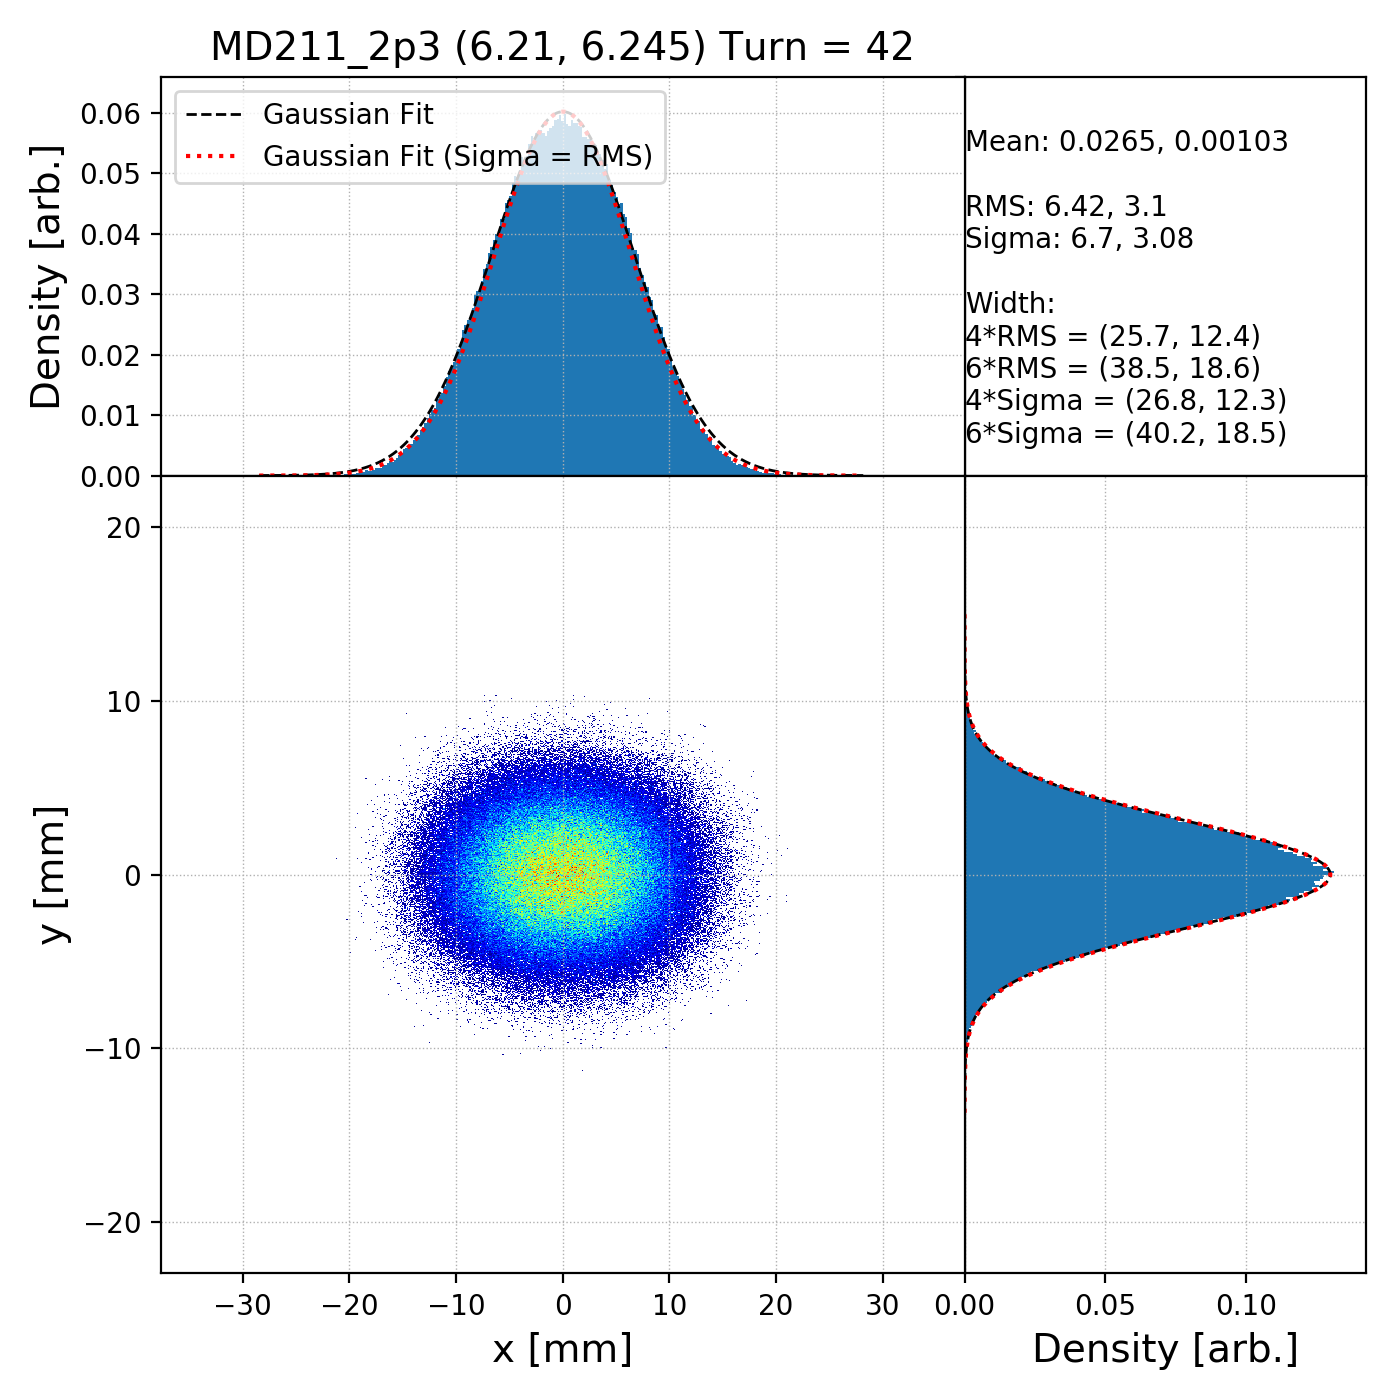 MD211_2p3 (6.21, 6.245) Turn = 42
Gaussian Fit
Gaussian Fit (Sigma = RMS)
Density [arb.]
0.06
0.05
0.04
0.03
0.02
0.01
0.00
Mean: 0.0265, 0.00103
RMS: 6.42, 3.1
Sigma: 6.7, 3.08
Width:
4*RMS = (25.7, 12.4)
6*RMS = (38.5, 18.6)
4*Sigma = (26.8, 12.3)
6*Sigma = (40.2, 18.5)
y [mm]
20
10
0
−10
−20
−30 −20 −10 0 10 20 30
x [mm]
0.00 0.05 0.10
Density [arb.]